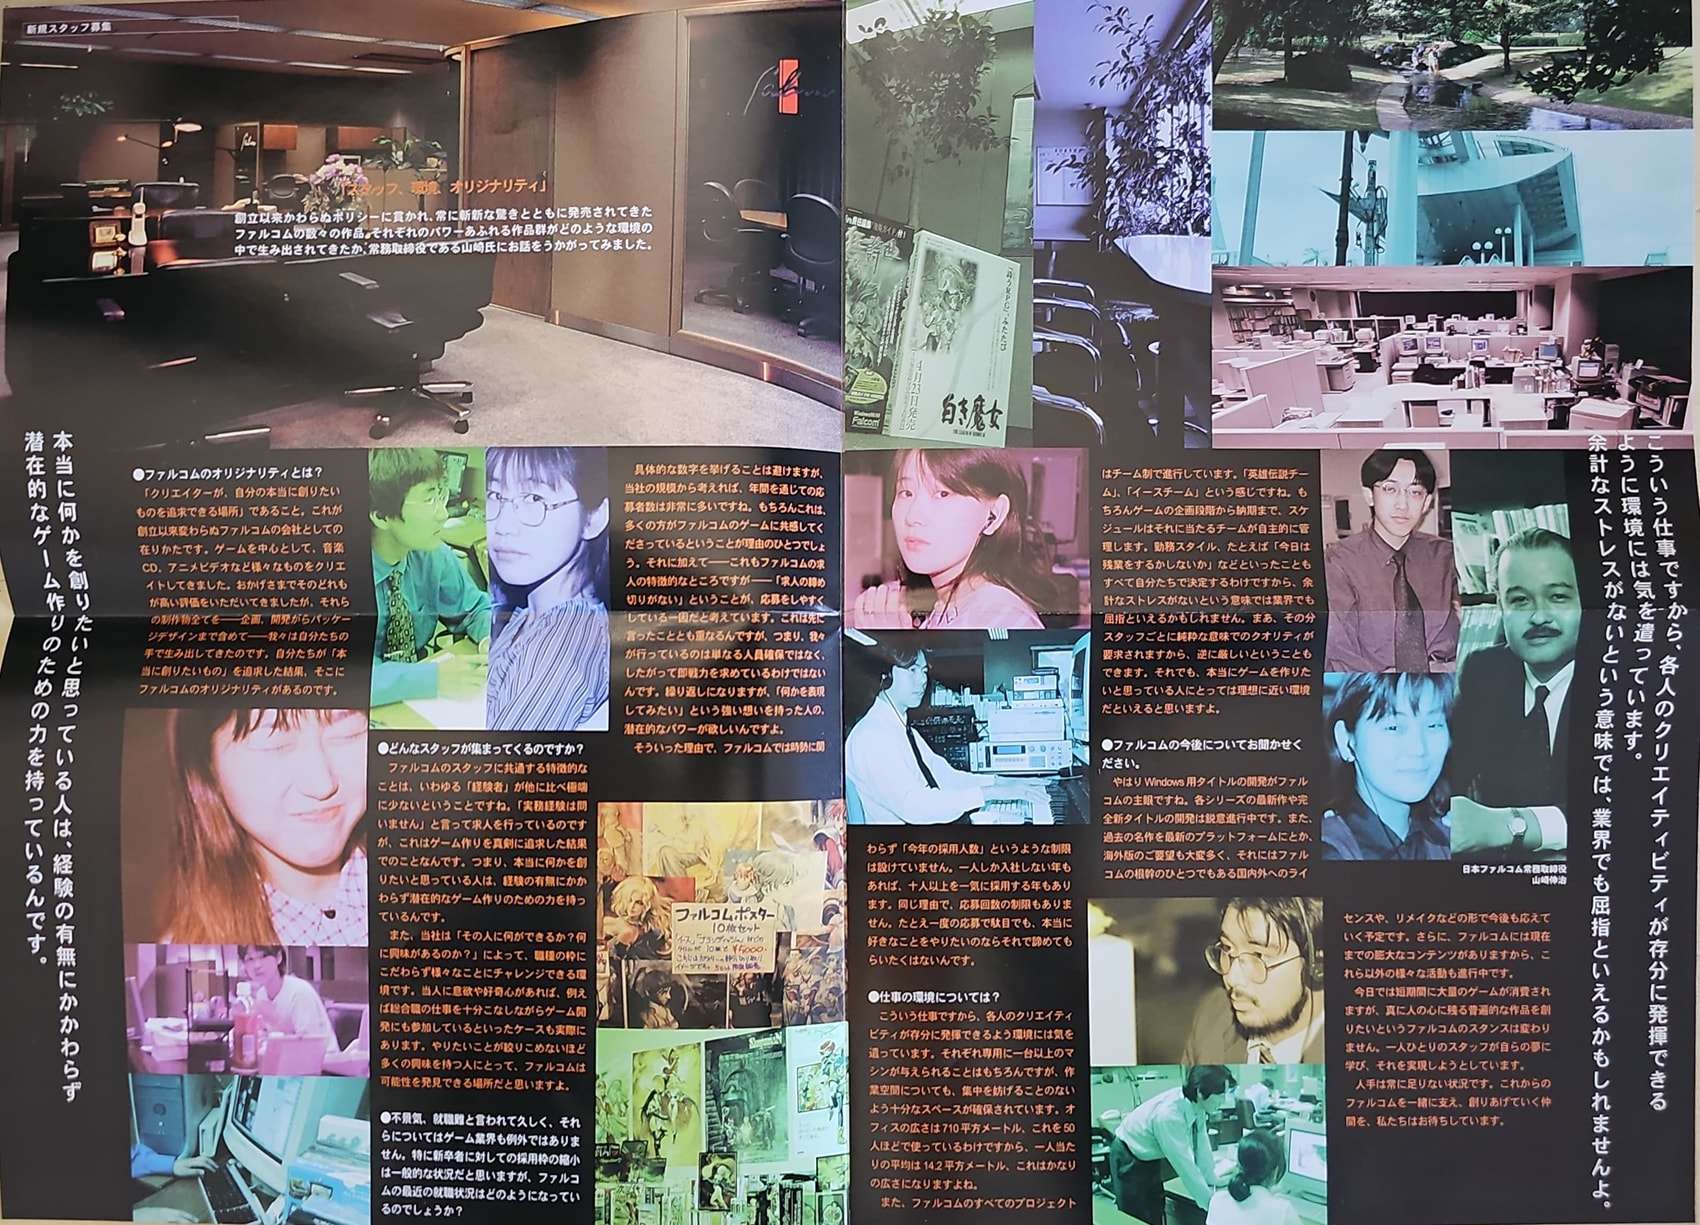 新規スタッフ募集
「スタッフ、環境、オリジナリティ」
創立以来かわらぬポリシーに貫かれ、常に斬新な驚きとともに発売されてきた
ファルコムの数々の作品。それぞれのパワーあふれる作品群がどのような環境の
中で生み出されてきたか、常務取締役である山崎氏にお話をうかがってみました。
本当に何かを創りたいと思っている人は、経験の有無にかかわらず
潜在的なゲーム作りのための力を持っているんです。
●ファルコムのオリジナリティとは?
「クリエイターが、自分の本当に創りたい
ものを追求できる場所」であること。これが
創立以来変わらぬファルコムの会社としての
在りかたです。ゲームを中心として、音楽
CD、アニメビデオなど様々なものをクリエ
イトしてきました。おかげさまでそのどれも
が高い評価をいただいてきましたが、それら
の制作物全てを——企画、開発がらパッケー
ジデザインまで含めて——我々は自分たちの
手で生み出してきたのです。自分たちが「本
当に創りたいもの」を追求した結果、そこに
ファルコムのオリジナリティがあるのです。
●どんなスタッフが集まってくるのですか?
ファルコムのスタッフに共通する特徴的な
ことは、いわゆる「経験者」が他に比べ極端
に少ないということですね。「実務経験は問
いません」と言って求人を行っているのです
が、これはゲーム作りを真剣に追求した結果
でのことなんです。つまり、本当に何かを創
りたいと思っている人は、経験の有無にかか
わらず潜在的なゲーム作りのための力を持っ
ているんです。
また、当社は「その人に何ができるか?何
に興味があるのか?」によって、職種の枠に
こだわらず様々なことにチャレンジできる環
境です。当人に意欲や好奇心があれば、例え
ば総合職の仕事を十分こなしながらゲーム開
発にも参加しているといったケースも実際に
あります。やりたいことが絞りこめないほど
多くの興味を持つ人にとって、ファルコムは
可能性を発見できる場所だと思いますよ。
●不景気、就職難と言われて久しく、それ
らについてはゲーム業界も例外ではありま
せん。特に新卒者に対しての採用枠の縮小
は一般的な状況だと思いますが、ファルコ
ムの最近の就職状況はどのようになってい
るのでしょうか?
具体的な数字を挙げることは避けますが、
当社の規模から考えれば、年間を通じての応
募者数は非常に多いですね。もちろんこれは、
多くの方がファルコムのゲームに共感してく
ださっているということが理由のひとつでしょ
う。それに加えて——これもファルコムの求
人の特徴的なところですが——「求人の締め
切りがない」ということが、応募をしやすく
している一因だと考えています。これは先に
言ったこととも重なるんですが、つまり、我々
が行っているのは単なる人員確保ではなく、
したがって即戦力を求めているわけではない
んです。繰り返しになりますが、「何かを表現
してみたい」という強い想いを持った人の、
潜在的なパワーが欲しいんですよ。
そういった理由で、ファルコムでは時勢に関
ファルコムポスター
10枚セット
¥5000.
わらず「今年の採用人数」というような制限
は設けていません。一人しか入社しない年も
あれば、十人以上を一気に採用する年もあり
ます。同じ理由で、応募回数の制限もありま
せん。たとえ一度の応募で駄目でも、本当に
好きなことをやりたいのならそれで諦めても
らいたくはないんです。
●仕事の環境については?
こういう仕事ですから、各人のクリエイティ
ビティが存分に発揮できるよう環境には気を
遣っています。それぞれ専用に一台以上のマ
シンが与えられることはもちろんですが、作
業空間についても、集中を妨げることのない
よう十分なスペースが確保されています。オ
フィスの広さは710平方メートル、これを50
人ほどで使っているわけですから、一人当た
りの平均は14.2平方メートル、これはかなり
の広さになりますよね。
また、ファルコムのすべてのプロジェクト
はチーム制で進行しています。「英雄伝説チー
ム」、「イースチーム」という感じですね。も
ちろんゲームの企画段階から納期まで、スケ
ジュールはそれに当たるチームが自主的に管
理します。勤務スタイル、たとえば「今日は
残業をするかしないか」などといったことも
すべて自分たちで決定するわけですから、余
計なストレスがないという意味では業界でも
屈指といえるかもしれません。まあ、その分
スタッフごとに純粋な意味でのクオリティが
要求されますから、逆に厳しいということも
できます。それでも、本当にゲームを作りた
いと思っている人にとっては理想に近い環境
だといえると思いますよ。
●ファルコムの今後についてお聞かせく
ださい。
やはりWindows用タイトルの開発がファル
コムの主眼ですね。各シリーズの最新作や完
全新タイトルの開発は鋭意進行中です。また、
過去の名作を最新のプラットフォームにとか、
海外版のご要望も大変多く、それにはファル
コムの根幹のひとつでもある国内外へのライ
センスや、リメイクなどの形で今後も応えて
いく予定です。さらに、ファルコムには現在
までの膨大なコンテンツがありますから、こ
れら以外の様々な活動も進行中です。
今日では短期間に大量のゲームが消費され
ますが、真に人の心に残る普遍的な作品を創
りたいというファルコムのスタンスは変わり
ません。一人ひとりのスタッフが自らの夢に
学び、それを実現しようとしています。
人手は常に足りない状況です。これからの
ファルコムを一緒に支え、創りあげていく仲
間を、私たちはお待ちしています。
日本ファルコム常務取締役
山崎伸治
こういう仕事ですから、各人のクリエイティビティが存分に発揮できる
ように環境には気を遣っています。
余計なストレスがないという意味では、業界でも屈指といえるかもしれませんよ。
「詩うRPG、ふたたび
4月23日発売
白き魔女
Falcom